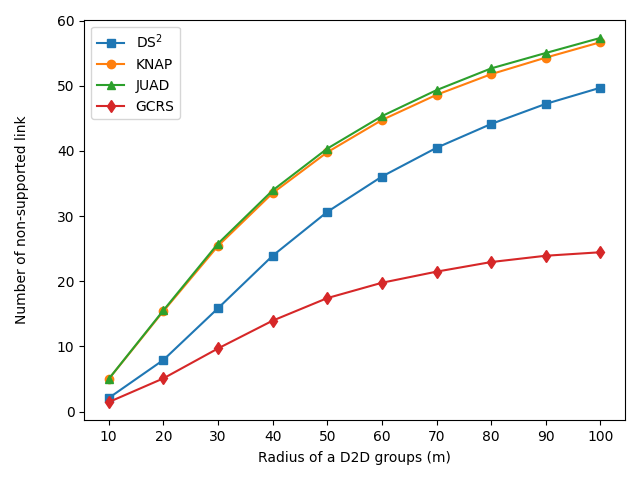 60
50
40
30
20
10
0
Number of non-supported link
DS²
KNAP
JUAD
GCRS
10 20 30 40 50 60 70 80 90 100
Radius of a D2D groups (m)